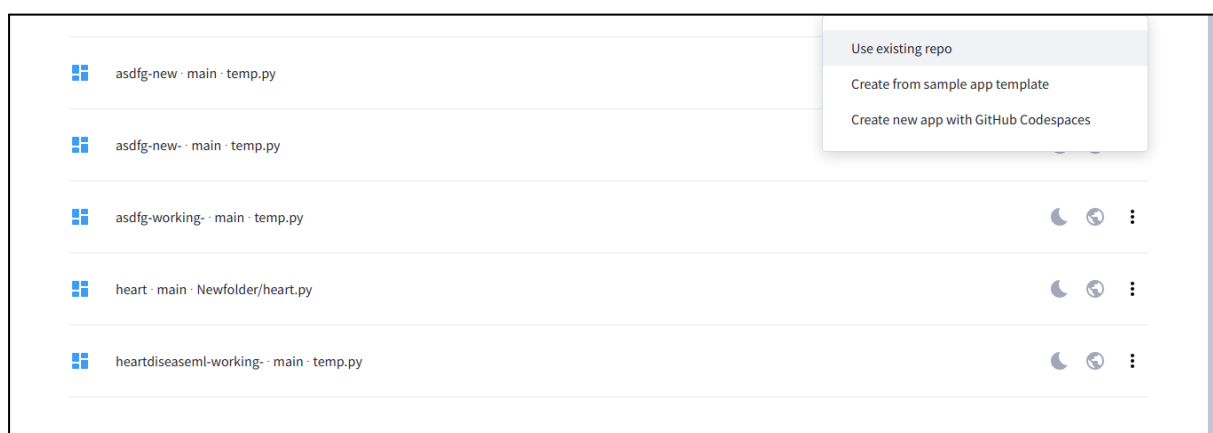 Use existing repo
asdfg-new · main · temp.py
Create from sample app template
Create new app with GitHub Codespaces
asdfg-new- · main · temp.py
asdfg-working- · main · temp.py
heart · main · Newfolder/heart.py
heartdiseaseml-working- · main · temp.py